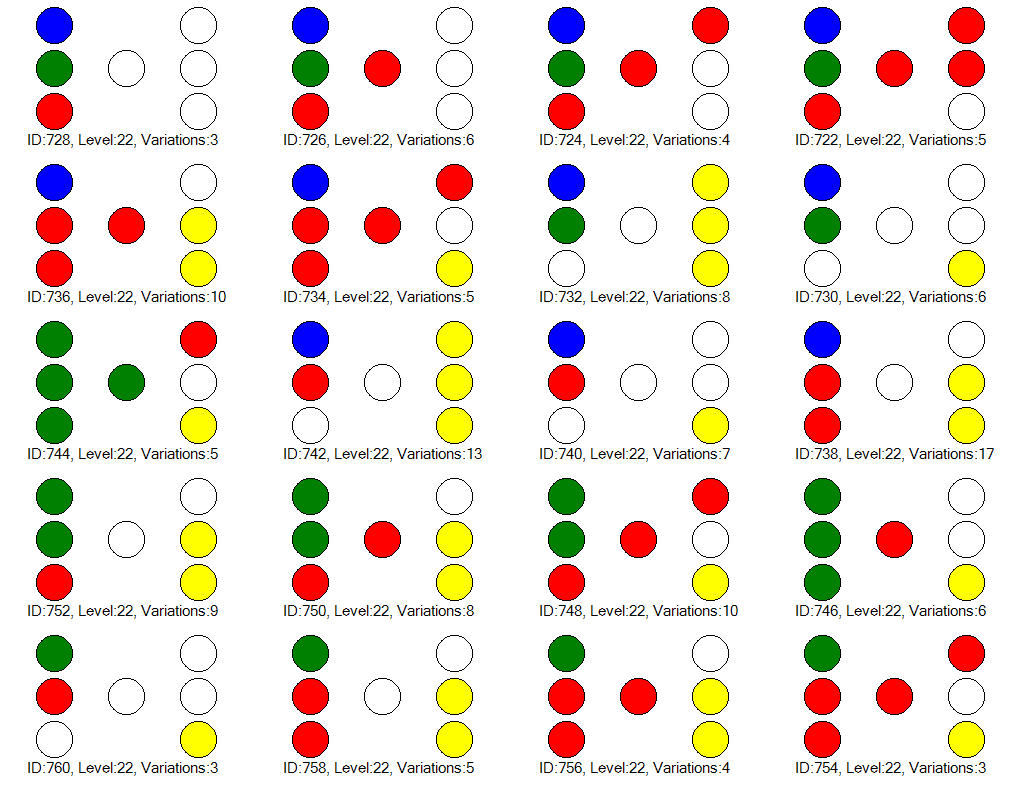 ID:728, Level:22, Variations:3
ID:726, Level:22, Variations:6
ID:724, Level:22, Variations:4
ID:722, Level:22, Variations:5
ID:736, Level:22, Variations:10
ID:734, Level:22, Variations:5
ID:732, Level:22, Variations:8
ID:730, Level:22, Variations:6
ID:744, Level:22, Variations:5
ID:742, Level:22, Variations:13
ID:740, Level:22, Variations:7
ID:738, Level:22, Variations:17
ID:752, Level:22, Variations:9
ID:750, Level:22, Variations:8
ID:748, Level:22, Variations:10
ID:746, Level:22, Variations:6
ID:760, Level:22, Variations:3
ID:758, Level:22, Variations:5
ID:756, Level:22, Variations:4
ID:754, Level:22, Variations:3